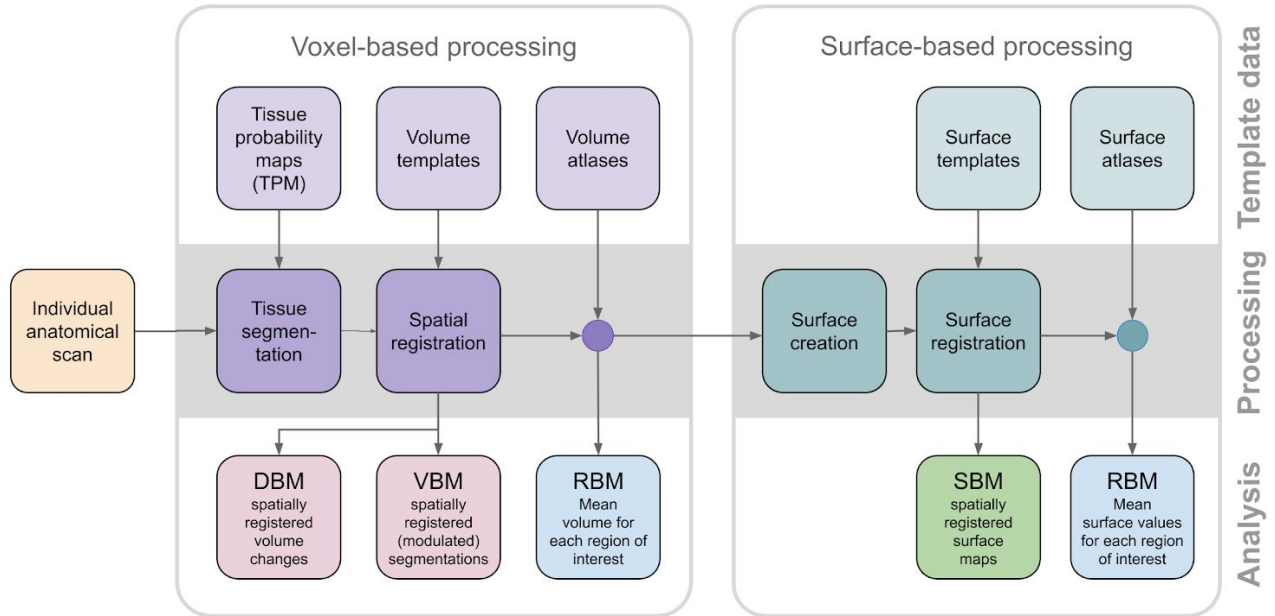 Voxel-based processing
Surface-based processing
Template data
Tissue
probability
maps
(TPM)
Volume
templates
Volume
atlases
Surface
templates
Surface
atlases
Processing
Individual
anatomical
scan
Tissue
segmen-
tation
Spatial
registration
Surface
creation
Surface
registration
Analysis
DBM
spatially
registered
volume
changes
VBM
spatially
registered
(modulated)
segmentations
RBM
Mean
volume for
each region of
interest
SBM
spatially
registered
surface
maps
RBM
Mean
surface values
for each region
of interest